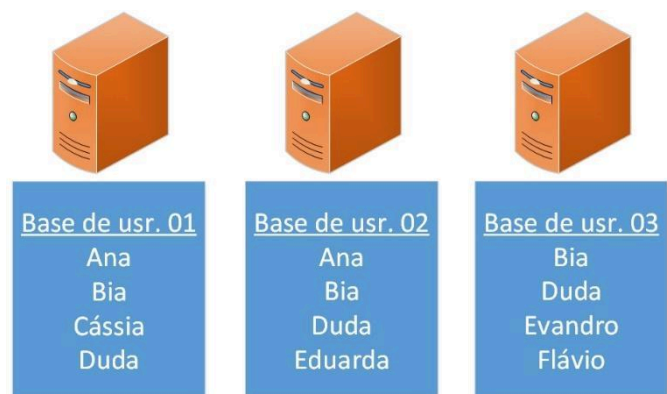 Base de usr. 01
Ana
Bia
Cássia
Duda
Base de usr. 02
Ana
Bia
Duda
Eduarda
Base de usr. 03
Bia
Duda
Evandro
Flávio